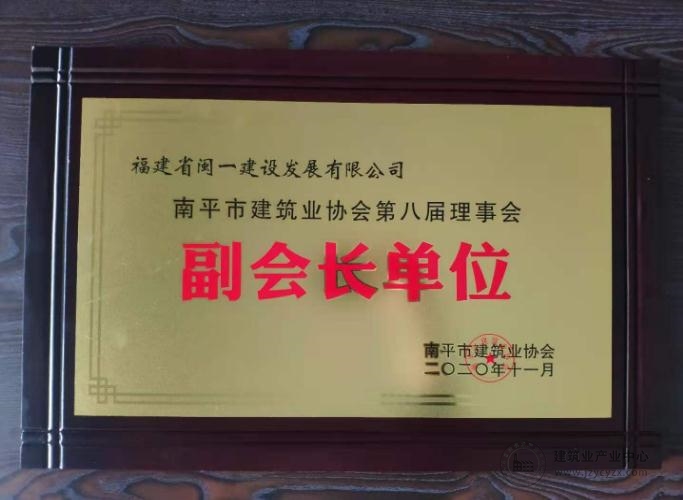 福建省闽一建设发展有限公司
南平市建筑业协会第八届理事会
副会长单位
南平市建筑业协会
二〇二〇年十一月
建筑业产业中心